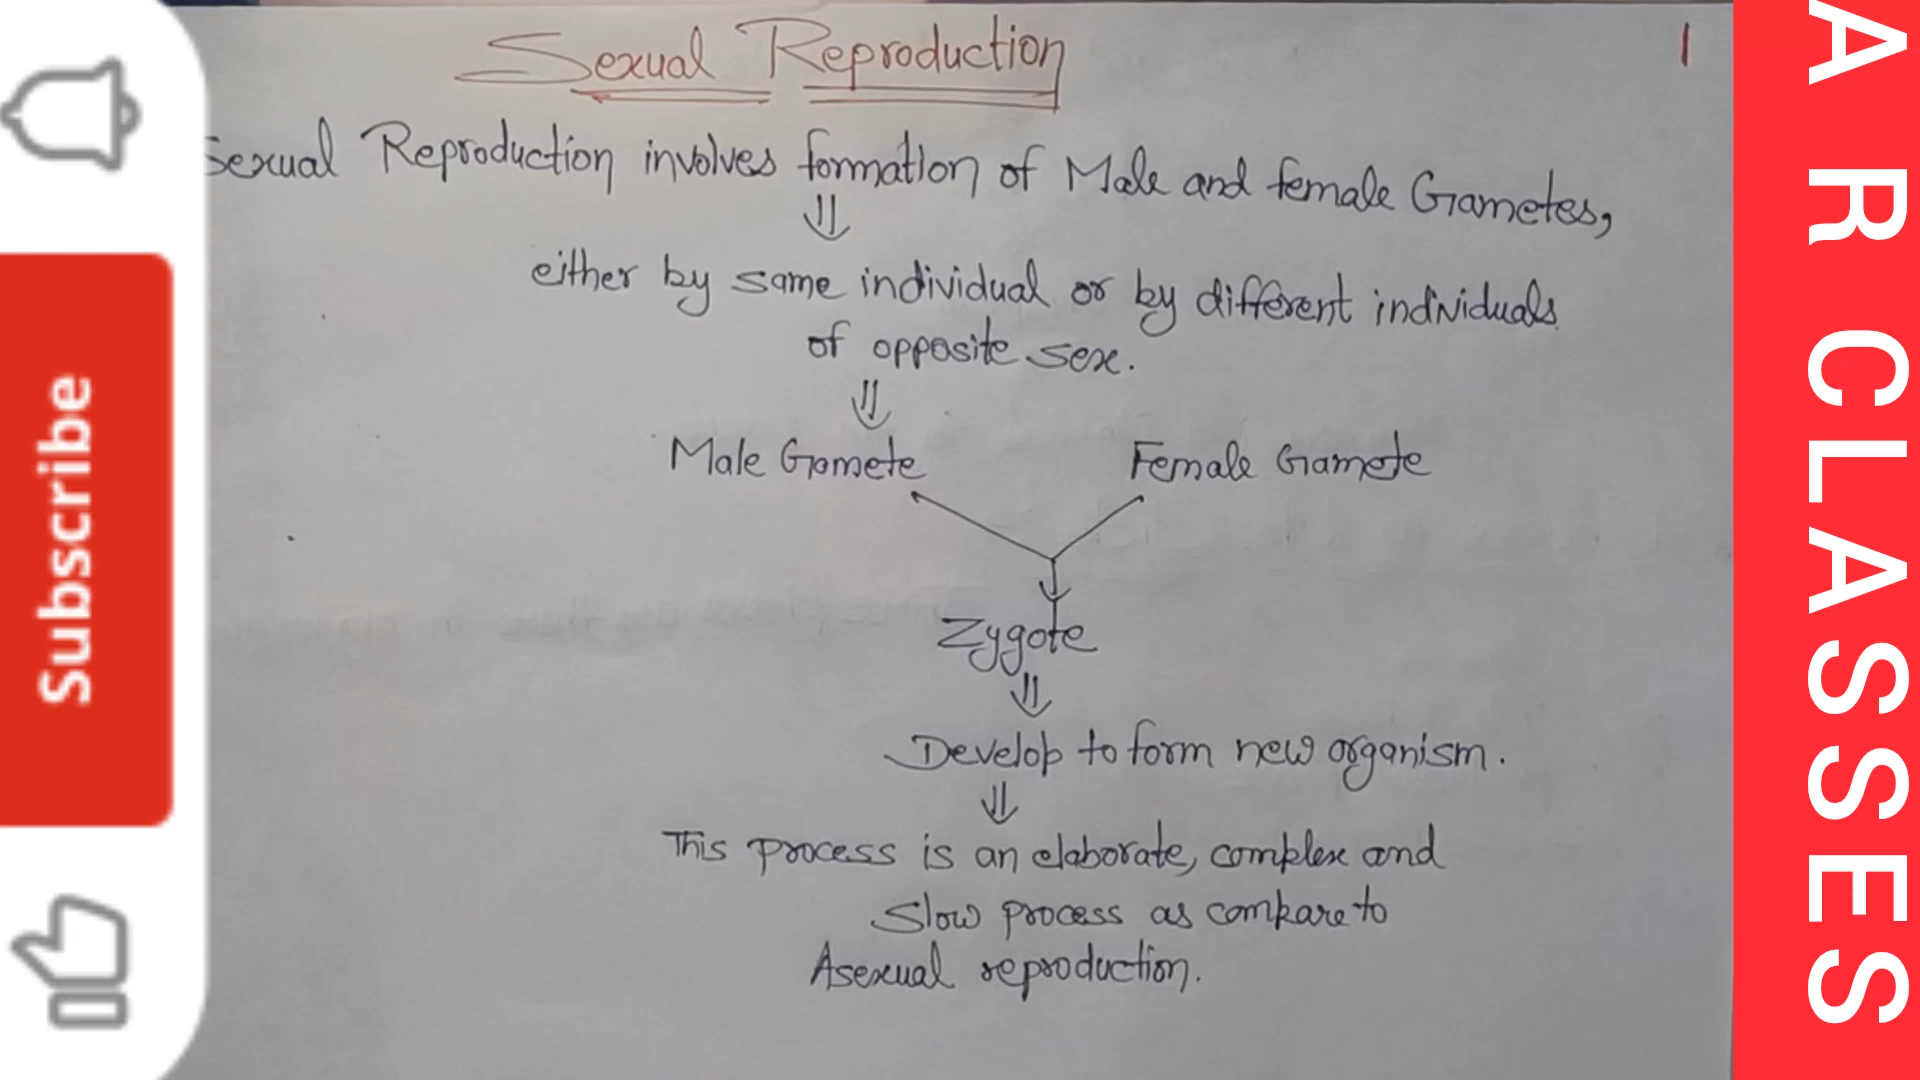 Sexual Reproduction
1
Sexual Reproduction involves formation of Male and female Gametes,
either by same individual or by different individuals
of opposite sex.
Male Gamete
Female Gamete
Zygote
Develop to form new organism.
This process is an elaborate, complex and
slow process as compare to
Asexual reproduction.
Subscribe
A R CLASSES